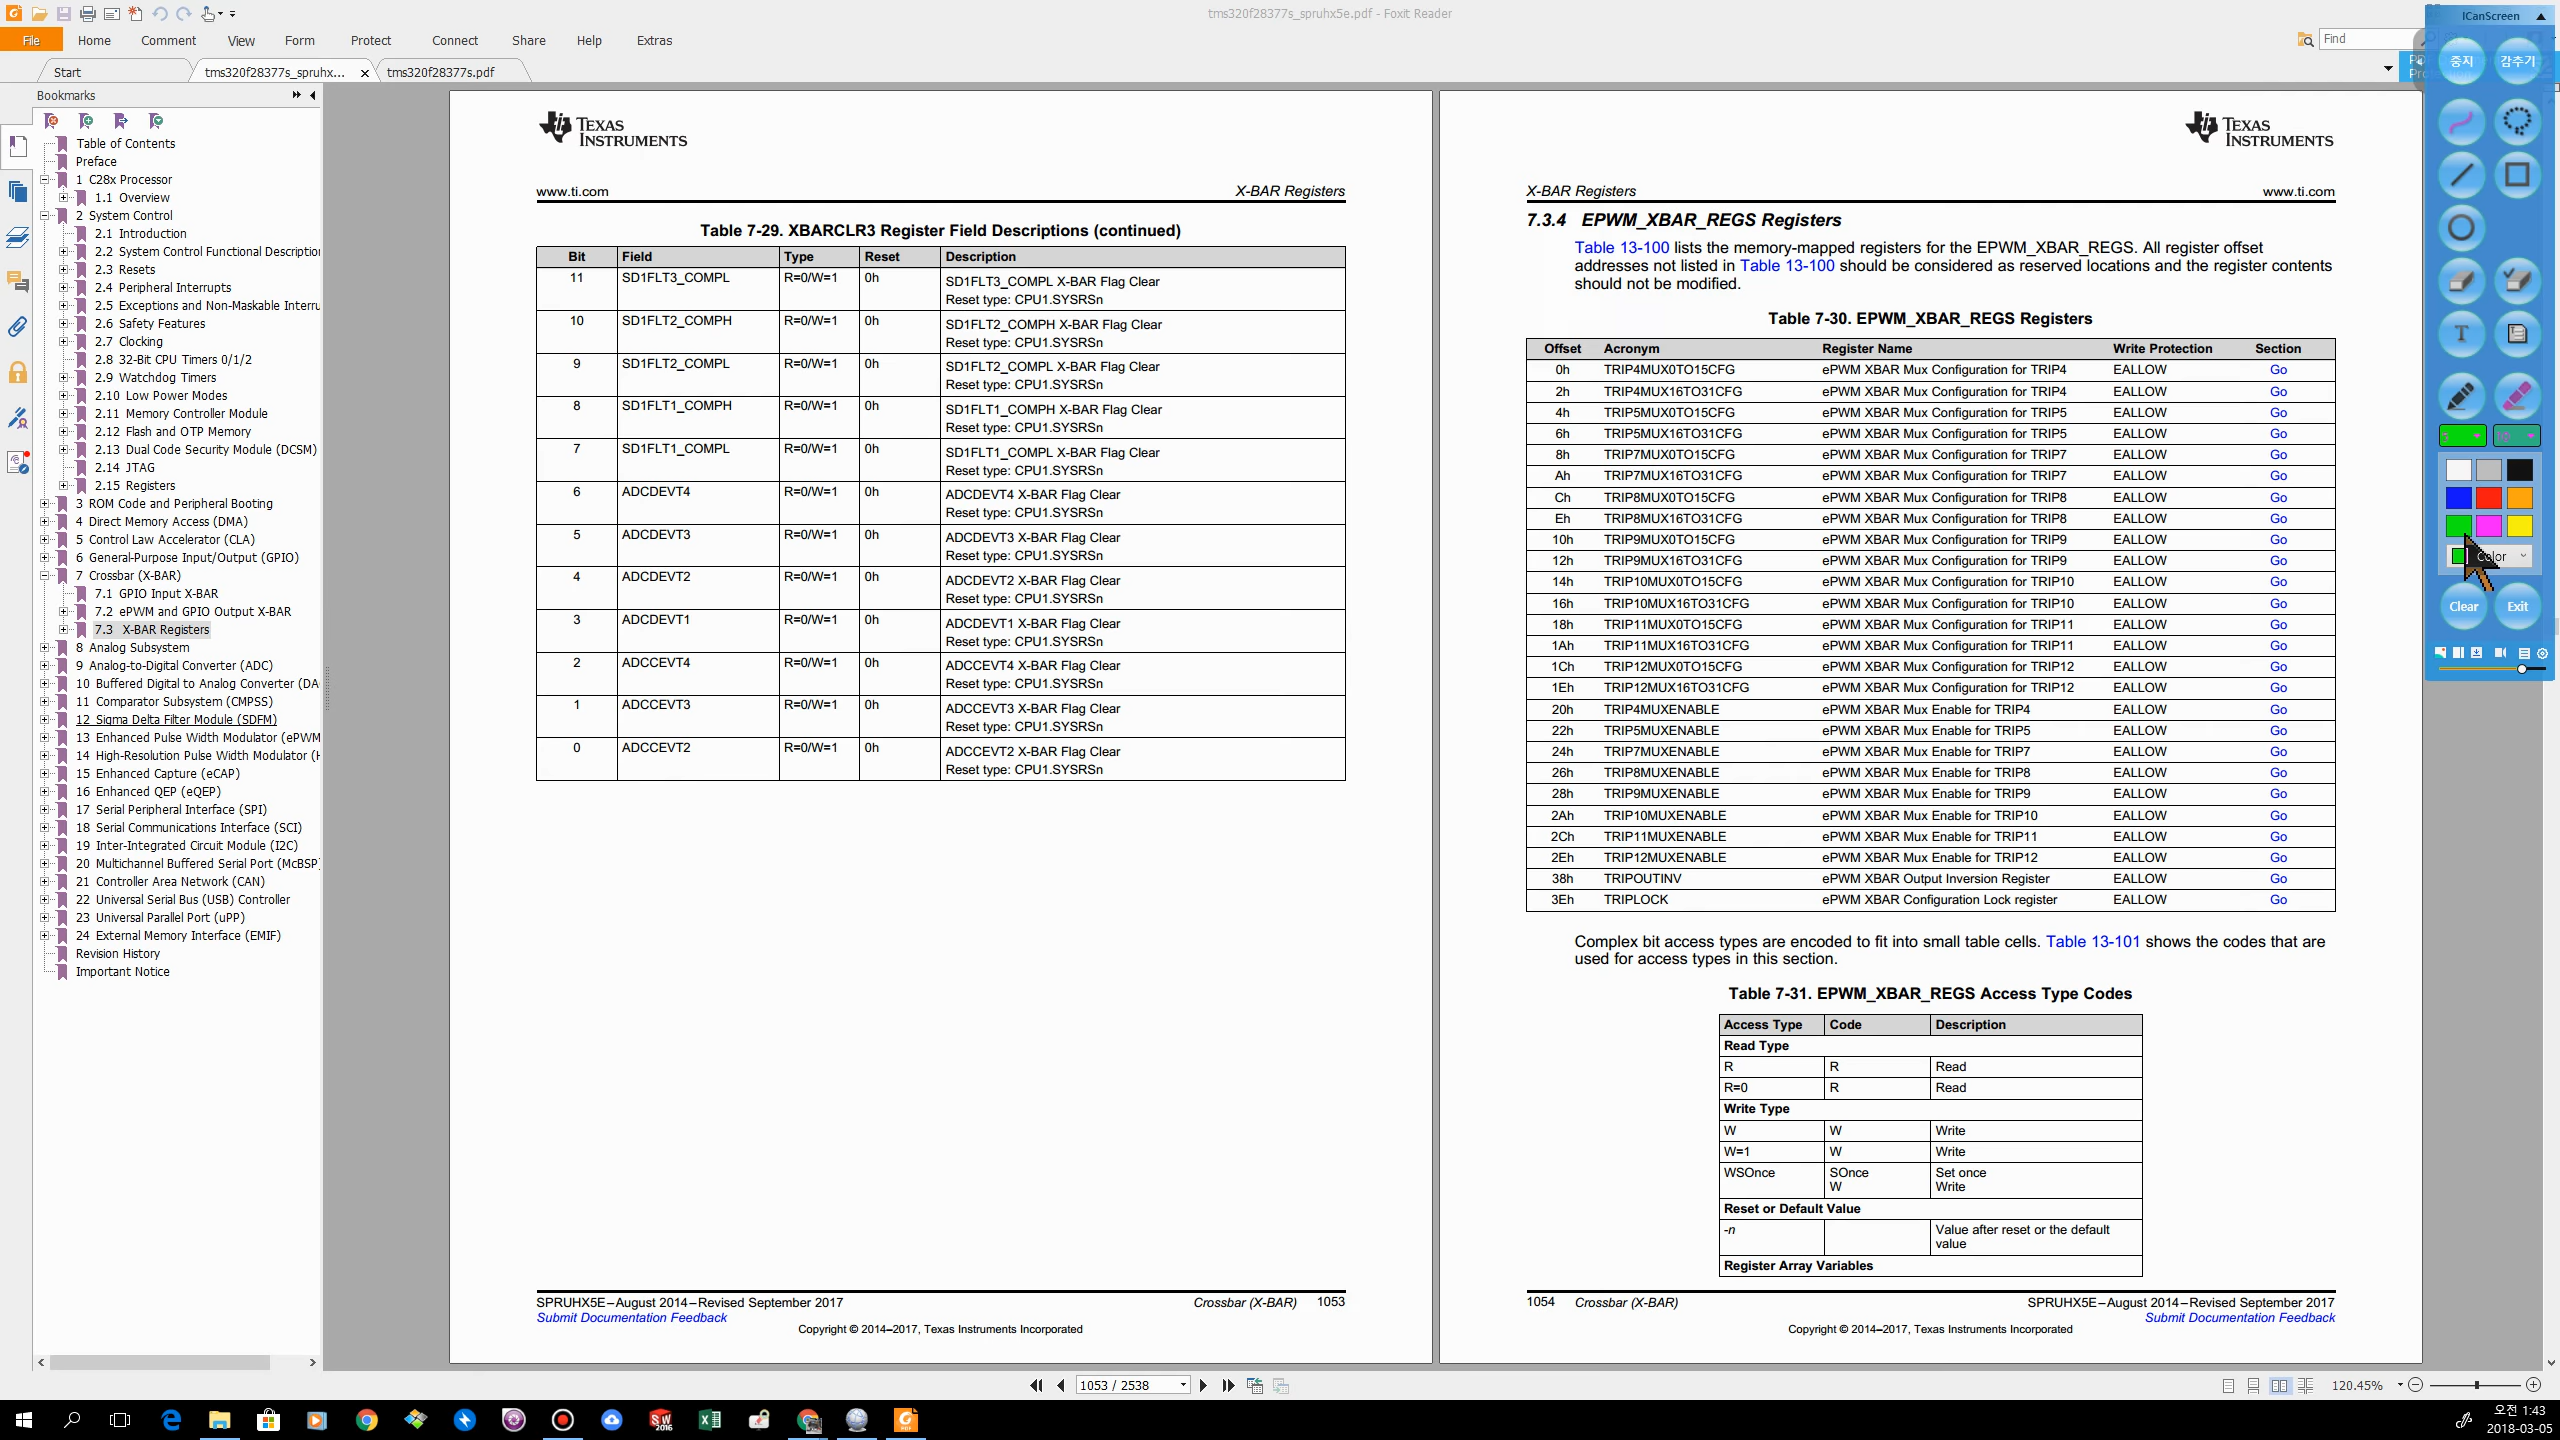 tms320f28377s_spruhx5e.pdf - Foxit Reader
File Home Comment View Form Protect Connect Share Help Extras
Find
Start tms320f28377s_spruhx... tms320f28377s.pdf
Bookmarks
Table of Contents
Preface
1 C28x Processor
1.1 Overview
2 System Control
2.1 Introduction
2.2 System Control Functional Descriptio
2.3 Resets
2.4 Peripheral Interrupts
2.5 Exceptions and Non-Maskable Interru
2.6 Safety Features
2.7 Clocking
2.8 32-Bit CPU Timers 0/1/2
2.9 Watchdog Timers
2.10 Low Power Modes
2.11 Memory Controller Module
2.12 Flash and OTP Memory
2.13 Dual Code Security Module (DCSM)
2.14 JTAG
2.15 Registers
3 ROM Code and Peripheral Booting
4 Direct Memory Access (DMA)
5 Control Law Accelerator (CLA)
6 General-Purpose Input/Output (GPIO)
7 Crossbar (X-BAR)
7.1 GPIO Input X-BAR
7.2 ePWM and GPIO Output X-BAR
7.3 X-BAR Registers
8 Analog Subsystem
9 Analog-to-Digital Converter (ADC)
10 Buffered Digital to Analog Converter (DA
11 Comparator Subsystem (CMPSS)
12 Sigma Delta Filter Module (SDFM)
13 Enhanced Pulse Width Modulator (ePWM
14 High-Resolution Pulse Width Modulator (H
15 Enhanced Capture (eCAP)
16 Enhanced QEP (eQEP)
17 Serial Peripheral Interface (SPI)
18 Serial Communications Interface (SCI)
19 Inter-Integrated Circuit Module (I2C)
20 Multichannel Buffered Serial Port (McBSP)
21 Controller Area Network (CAN)
22 Universal Serial Bus (USB) Controller
23 Universal Parallel Port (uPP)
24 External Memory Interface (EMIF)
Revision History
Important Notice
TEXAS
INSTRUMENTS
www.ti.com X-BAR Registers
Table 7-29. XBARCLR3 Register Field Descriptions (continued)
Bit Field Type Reset Description
11 SD1FLT3_COMPL R=0/W=1 0h SD1FLT3_COMPL X-BAR Flag Clear
Reset type: CPU1.SYSRSn
10 SD1FLT2_COMPH R=0/W=1 0h SD1FLT2_COMPH X-BAR Flag Clear
Reset type: CPU1.SYSRSn
9 SD1FLT2_COMPL R=0/W=1 0h SD1FLT2_COMPL X-BAR Flag Clear
Reset type: CPU1.SYSRSn
8 SD1FLT1_COMPH R=0/W=1 0h SD1FLT1_COMPH X-BAR Flag Clear
Reset type: CPU1.SYSRSn
7 SD1FLT1_COMPL R=0/W=1 0h SD1FLT1_COMPL X-BAR Flag Clear
Reset type: CPU1.SYSRSn
6 ADCDEVT4 R=0/W=1 0h ADCDEVT4 X-BAR Flag Clear
Reset type: CPU1.SYSRSn
5 ADCDEVT3 R=0/W=1 0h ADCDEVT3 X-BAR Flag Clear
Reset type: CPU1.SYSRSn
4 ADCDEVT2 R=0/W=1 0h ADCDEVT2 X-BAR Flag Clear
Reset type: CPU1.SYSRSn
3 ADCDEVT1 R=0/W=1 0h ADCDEVT1 X-BAR Flag Clear
Reset type: CPU1.SYSRSn
2 ADCCEVT4 R=0/W=1 0h ADCCEVT4 X-BAR Flag Clear
Reset type: CPU1.SYSRSn
1 ADCCEVT3 R=0/W=1 0h ADCCEVT3 X-BAR Flag Clear
Reset type: CPU1.SYSRSn
0 ADCCEVT2 R=0/W=1 0h ADCCEVT2 X-BAR Flag Clear
Reset type: CPU1.SYSRSn
SPRUHX5E–August 2014–Revised September 2017 Crossbar (X-BAR) 1053
Submit Documentation Feedback
Copyright © 2014–2017, Texas Instruments Incorporated
TEXAS
INSTRUMENTS
X-BAR Registers www.ti.com
7.3.4 EPWM_XBAR_REGS Registers
Table 13-100 lists the memory-mapped registers for the EPWM_XBAR_REGS. All register offset
addresses not listed in Table 13-100 should be considered as reserved locations and the register contents
should not be modified.
Table 7-30. EPWM_XBAR_REGS Registers
Offset Acronym Register Name Write Protection Section
0h TRIP4MUX0TO15CFG ePWM XBAR Mux Configuration for TRIP4 EALLOW Go
2h TRIP4MUX16TO31CFG ePWM XBAR Mux Configuration for TRIP4 EALLOW Go
4h TRIP5MUX0TO15CFG ePWM XBAR Mux Configuration for TRIP5 EALLOW Go
6h TRIP5MUX16TO31CFG ePWM XBAR Mux Configuration for TRIP5 EALLOW Go
8h TRIP7MUX0TO15CFG ePWM XBAR Mux Configuration for TRIP7 EALLOW Go
Ah TRIP7MUX16TO31CFG ePWM XBAR Mux Configuration for TRIP7 EALLOW Go
Ch TRIP8MUX0TO15CFG ePWM XBAR Mux Configuration for TRIP8 EALLOW Go
Eh TRIP8MUX16TO31CFG ePWM XBAR Mux Configuration for TRIP8 EALLOW Go
10h TRIP9MUX0TO15CFG ePWM XBAR Mux Configuration for TRIP9 EALLOW Go
12h TRIP9MUX16TO31CFG ePWM XBAR Mux Configuration for TRIP9 EALLOW Go
14h TRIP10MUX0TO15CFG ePWM XBAR Mux Configuration for TRIP10 EALLOW Go
16h TRIP10MUX16TO31CFG ePWM XBAR Mux Configuration for TRIP10 EALLOW Go
18h TRIP11MUX0TO15CFG ePWM XBAR Mux Configuration for TRIP11 EALLOW Go
1Ah TRIP11MUX16TO31CFG ePWM XBAR Mux Configuration for TRIP11 EALLOW Go
1Ch TRIP12MUX0TO15CFG ePWM XBAR Mux Configuration for TRIP12 EALLOW Go
1Eh TRIP12MUX16TO31CFG ePWM XBAR Mux Configuration for TRIP12 EALLOW Go
20h TRIP4MUXENABLE ePWM XBAR Mux Enable for TRIP4 EALLOW Go
22h TRIP5MUXENABLE ePWM XBAR Mux Enable for TRIP5 EALLOW Go
24h TRIP7MUXENABLE ePWM XBAR Mux Enable for TRIP7 EALLOW Go
26h TRIP8MUXENABLE ePWM XBAR Mux Enable for TRIP8 EALLOW Go
28h TRIP9MUXENABLE ePWM XBAR Mux Enable for TRIP9 EALLOW Go
2Ah TRIP10MUXENABLE ePWM XBAR Mux Enable for TRIP10 EALLOW Go
2Ch TRIP11MUXENABLE ePWM XBAR Mux Enable for TRIP11 EALLOW Go
2Eh TRIP12MUXENABLE ePWM XBAR Mux Enable for TRIP12 EALLOW Go
38h TRIPOUTINV ePWM XBAR Output Inversion Register EALLOW Go
3Eh TRIPLOCK ePWM XBAR Configuration Lock register EALLOW Go
Complex bit access types are encoded to fit into small table cells. Table 13-101 shows the codes that are
used for access types in this section.
Table 7-31. EPWM_XBAR_REGS Access Type Codes
Access Type Code Description
Read Type
R R Read
R=0 R Read
Write Type
W W Write
W=1 W Write
WSOnce SOnce Set once
W Write
Reset or Default Value
-n Value after reset or the default
value
Register Array Variables
1054 Crossbar (X-BAR) SPRUHX5E–August 2014–Revised September 2017
Submit Documentation Feedback
Copyright © 2014–2017, Texas Instruments Incorporated
ICanScreen
중지 감추기
T
Color
Clear Exit
1053 / 2538
120.45%
오전 1:43
2018-03-05